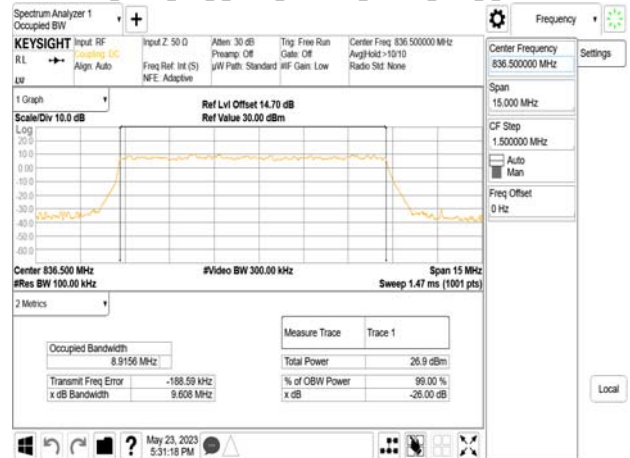 Spectrum Analyzer 1
Occupied BW
Frequency
KEYSIGHT
Input: RF
Coupling: DC
Align: Auto
Input Z: 50 Ω
Freq Ref: Int (S)
NFE: Adaptive
Atten: 30 dB
Preamp: Off
µW Path: Standard
Trig: Free Run
Gate: Off
#IF Gain: Low
Center Freq: 836.500000 MHz
Avg|Hold:>10/10
Radio Std: None
RL
Center Frequency
836.500000 MHz
Settings
Span
15.000 MHz
CF Step
1.500000 MHz
Auto
Man
Freq Offset
0 Hz
1 Graph
Scale/Div 10.0 dB
Ref Lvl Offset 14.70 dB
Ref Value 30.00 dBm
Log
20.0
10.0
0.00
-10.0
-20.0
-30.0
-40.0
-50.0
-60.0
Center 836.500 MHz
#Res BW 100.00 kHz
#Video BW 300.00 kHz
Span 15 MHz
Sweep 1.47 ms (1001 pts)
2 Metrics
Measure Trace Trace 1
Occupied Bandwidth
8.9156 MHz
Total Power 26.9 dBm
Transmit Freq Error -188.59 kHz
% of OBW Power 99.00 %
x dB Bandwidth 9.608 MHz
x dB -26.00 dB
Local
May 23, 2023
5:31:18 PM